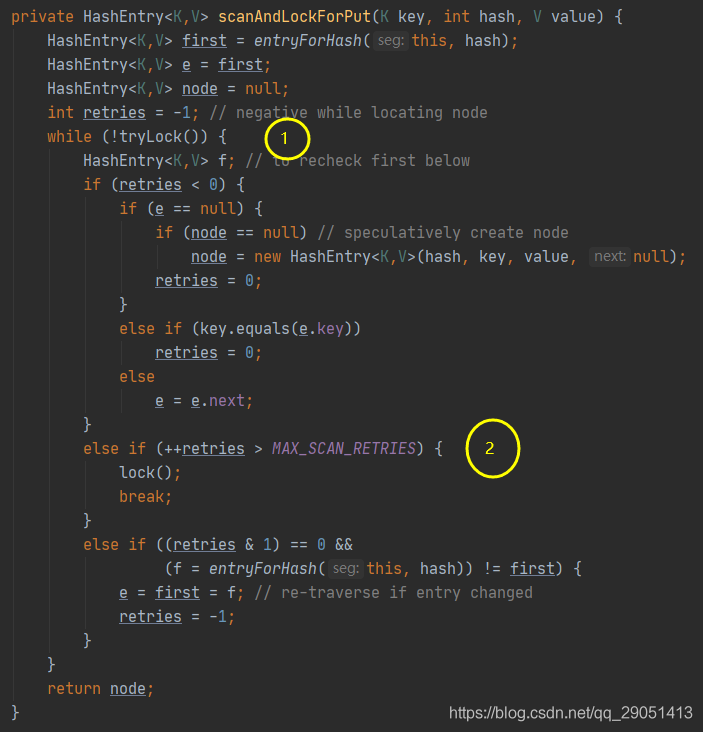 private HashEntry<K,V> scanAndLockForPut(K key, int hash, V value) {
    HashEntry<K,V> first = entryForHash( seg: this, hash);
    HashEntry<K,V> e = first;
    HashEntry<K,V> node = null;
    int retries = -1; // negative while locating node
    while (!tryLock()) { 1
        HashEntry<K,V> f; // to recheck first below
        if (retries < 0) {
            if (e == null) {
                if (node == null) // speculatively create node
                    node = new HashEntry<K,V>(hash, key, value, next: null);
                retries = 0;
            }
            else if (key.equals(e.key))
                retries = 0;
            else
                e = e.next;
        }
        else if (++retries > MAX_SCAN_RETRIES) { 2
            lock();
            break;
        }
        else if ((retries & 1) == 0 &&
                 (f = entryForHash( seg: this, hash)) != first) {
            e = first = f; // re-traverse if entry changed
            retries = -1;
        }
    }
    return node;
}
https://blog.csdn.net/qq_29051413